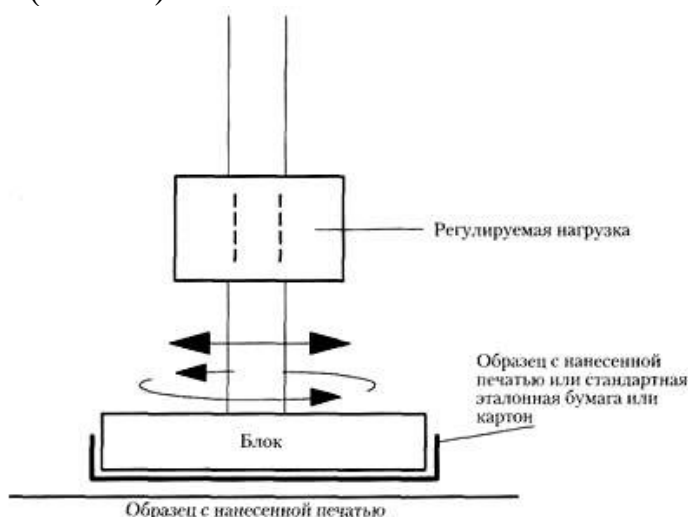 Регулируемая нагрузка
Образец с нанесенной
печатью или стандартная
эталонная бумага или
картон
Блок
Образец с нанесенной печатью